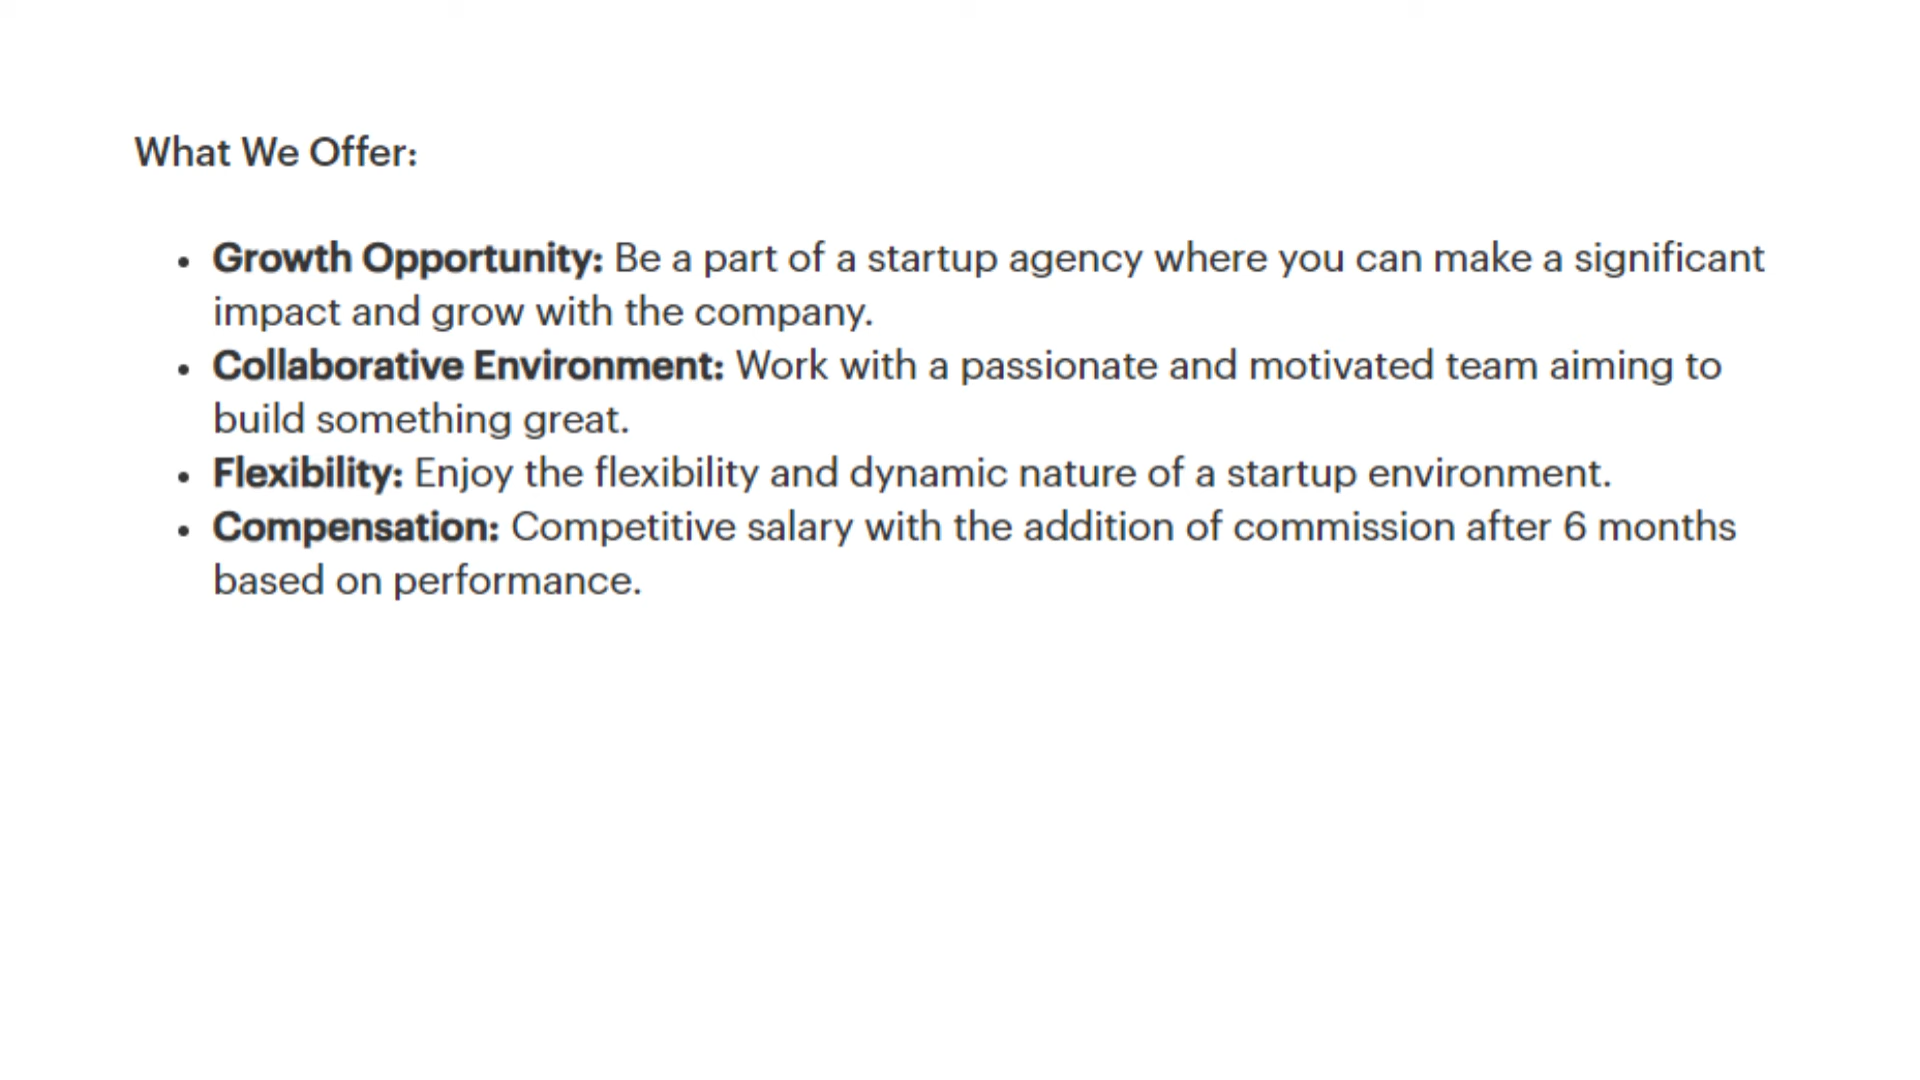 What We Offer:
• Growth Opportunity: Be a part of a startup agency where you can make a significant
impact and grow with the company.
• Collaborative Environment: Work with a passionate and motivated team aiming to
build something great.
• Flexibility: Enjoy the flexibility and dynamic nature of a startup environment.
• Compensation: Competitive salary with the addition of commission after 6 months
based on performance.